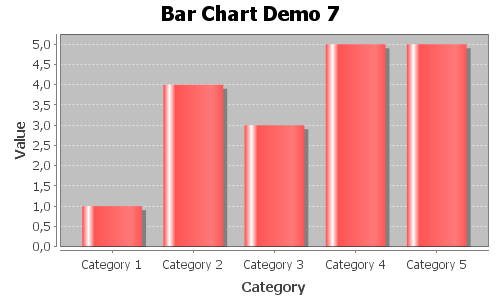 Bar Chart Demo 7
5,0
4,5
4,0
3,5
3,0
2,5
2,0
1,5
1,0
0,5
0,0
Value
Category 1 Category 2 Category 3 Category 4 Category 5
Category